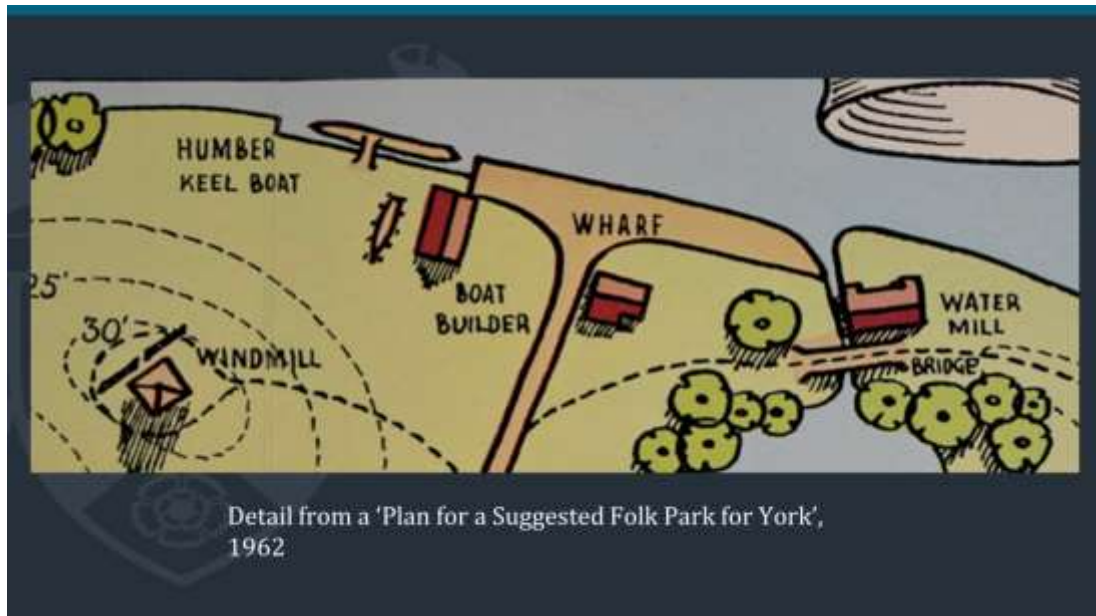 HUMBER
KEEL BOAT
WHARF
BOAT
BUILDER
WATER
MILL
BRIDGE
25'
30'
WINDMILL
Detail from a ‘Plan for a Suggested Folk Park for York’,
1962